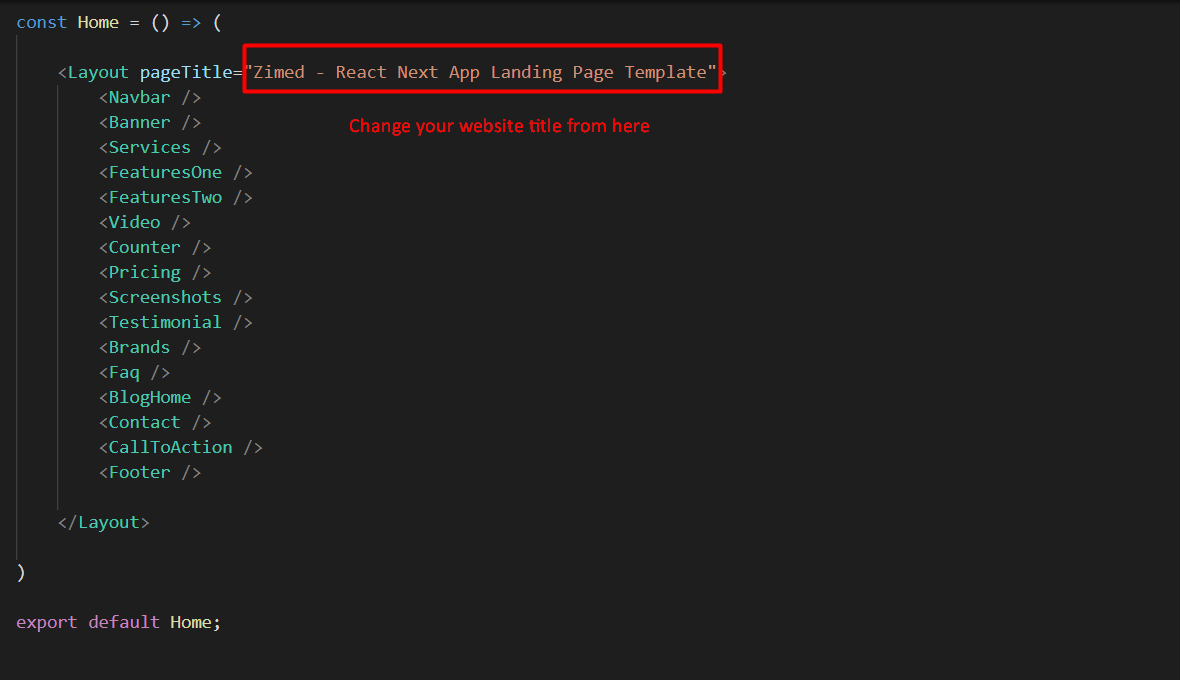 const Home = () => (
<Layout pageTitle="Zimed - React Next App Landing Page Template">
<Navbar />
<Banner />
Change your website title from here
<Services />
<FeaturesOne />
<FeaturesTwo />
<Video />
<Counter />
<Pricing />
<Screenshots />
<Testimonial />
<Brands />
<Faq />
<BlogHome />
<Contact />
<CallToAction />
<Footer />
</Layout>
)
export default Home;